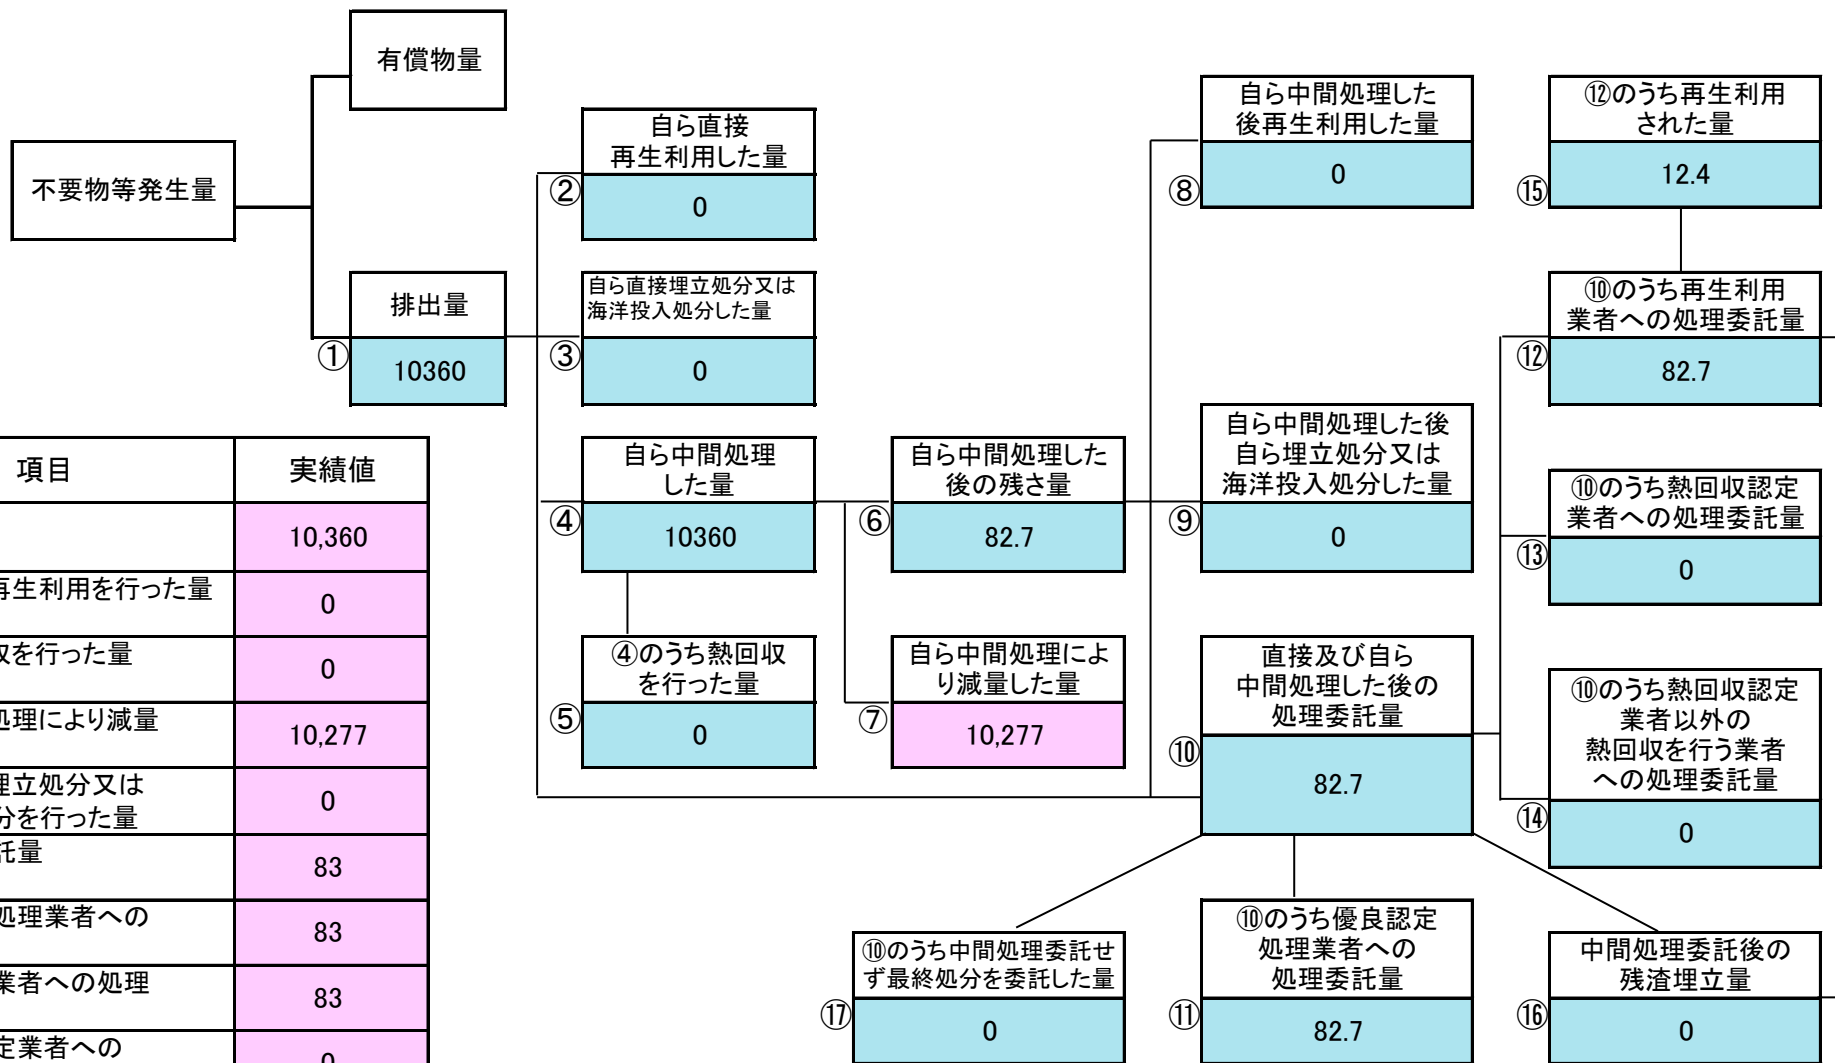 有償物量
不要物等発生量
排出量
①
10360
自ら直接
再生利用した量
②
0
自ら直接埋立処分又は
海洋投入処分した量
③
0
自ら中間処理
した量
④
10360
④のうち熱回収
を行った量
⑤
0
自ら中間処理した
後の残さ量
⑥
82.7
自ら中間処理によ
り減量した量
⑦
10,277
自ら中間処理した
後再生利用した量
⑧
0
自ら中間処理した後
自ら埋立処分又は
海洋投入処分した量
⑨
0
直接及び自ら
中間処理した後の
処理委託量
⑩
82.7
⑫のうち再生利用
された量
⑮
12.4
⑩のうち再生利用
業者への処理委託量
⑫
82.7
⑩のうち熱回収認定
業者への処理委託量
⑬
0
⑩のうち熱回収認定
業者以外の
熱回収を行う業者
への処理委託量
⑭
0
⑩のうち中間処理委託せ
ず最終処分を委託した量
⑰
0
⑩のうち優良認定
処理業者への
処理委託量
⑪
82.7
中間処理委託後の
残渣埋立量
⑯
0
項目 実績値
10,360
再生利用を行った量 0
を行った量 0
処理により減量 10,277
埋立処分又は
を行った量 0
託量 83
処理業者への 83
業者への処理 83
定業者への 0